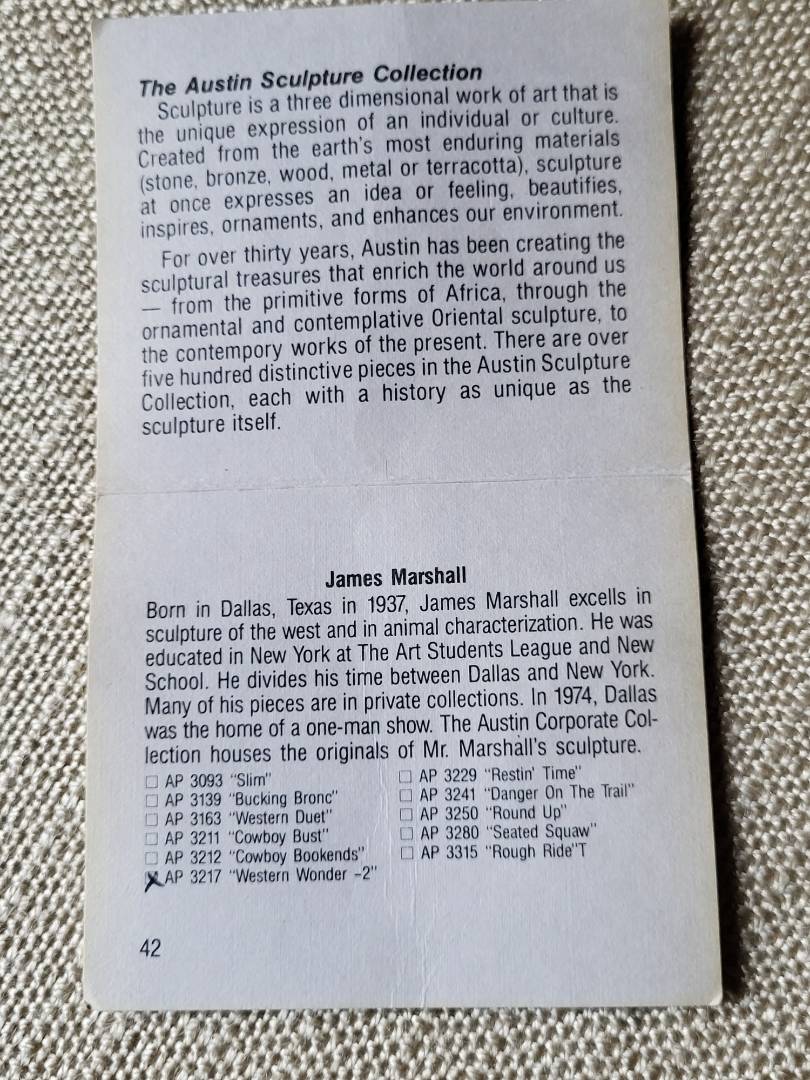 The Austin Sculpture Collection
Sculpture is a three dimensional work of art that is
the unique expression of an individual or culture.
Created from the earth's most enduring materials
(stone, bronze, wood, metal or terracotta), sculpture
at once expresses an idea or feeling, beautifies,
inspires, ornaments, and enhances our environment.
For over thirty years, Austin has been creating the
sculptural treasures that enrich the world around us
— from the primitive forms of Africa, through the
ornamental and contemplative Oriental sculpture, to
the contempory works of the present. There are over
five hundred distinctive pieces in the Austin Sculpture
Collection, each with a history as unique as the
sculpture itself.
James Marshall
Born in Dallas, Texas in 1937, James Marshall excells in
sculpture of the west and in animal characterization. He was
educated in New York at The Art Students League and New
School. He divides his time between Dallas and New York.
Many of his pieces are in private collections. In 1974, Dallas
was the home of a one-man show. The Austin Corporate Col-
lection houses the originals of Mr. Marshall's sculpture.
☐ AP 3093 "Slim"
☐ AP 3139 "Bucking Bronc"
☐ AP 3163 "Western Duet"
☐ AP 3211 "Cowboy Bust"
☐ AP 3212 "Cowboy Bookends"
☒ AP 3217 "Western Wonder -2"
☐ AP 3229 "Restin' Time"
☐ AP 3241 "Danger On The Trail"
☐ AP 3250 "Round Up"
☐ AP 3280 "Seated Squaw"
☐ AP 3315 "Rough Ride"T
42